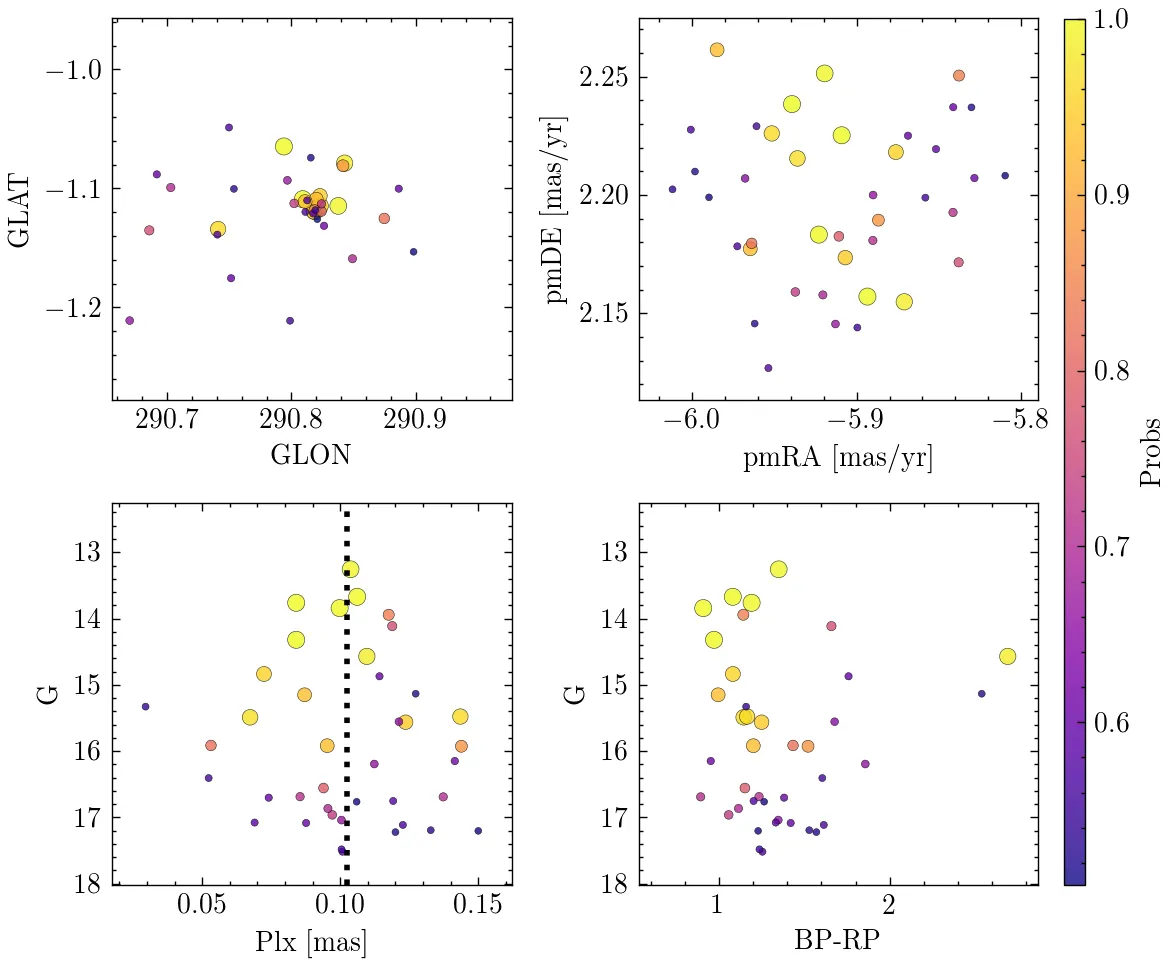 −1.0
−1.1
−1.2
GLAT
290.7 290.8 290.9
GLON
2.25
2.20
2.15
pmDE [mas/yr]
−6.0 −5.9 −5.8
pmRA [mas/yr]
13
14
15
16
17
18
G
0.05 0.10 0.15
Plx [mas]
13
14
15
16
17
18
G
1 2
BP-RP
1.0
0.9
0.8
0.7
0.6
Probs